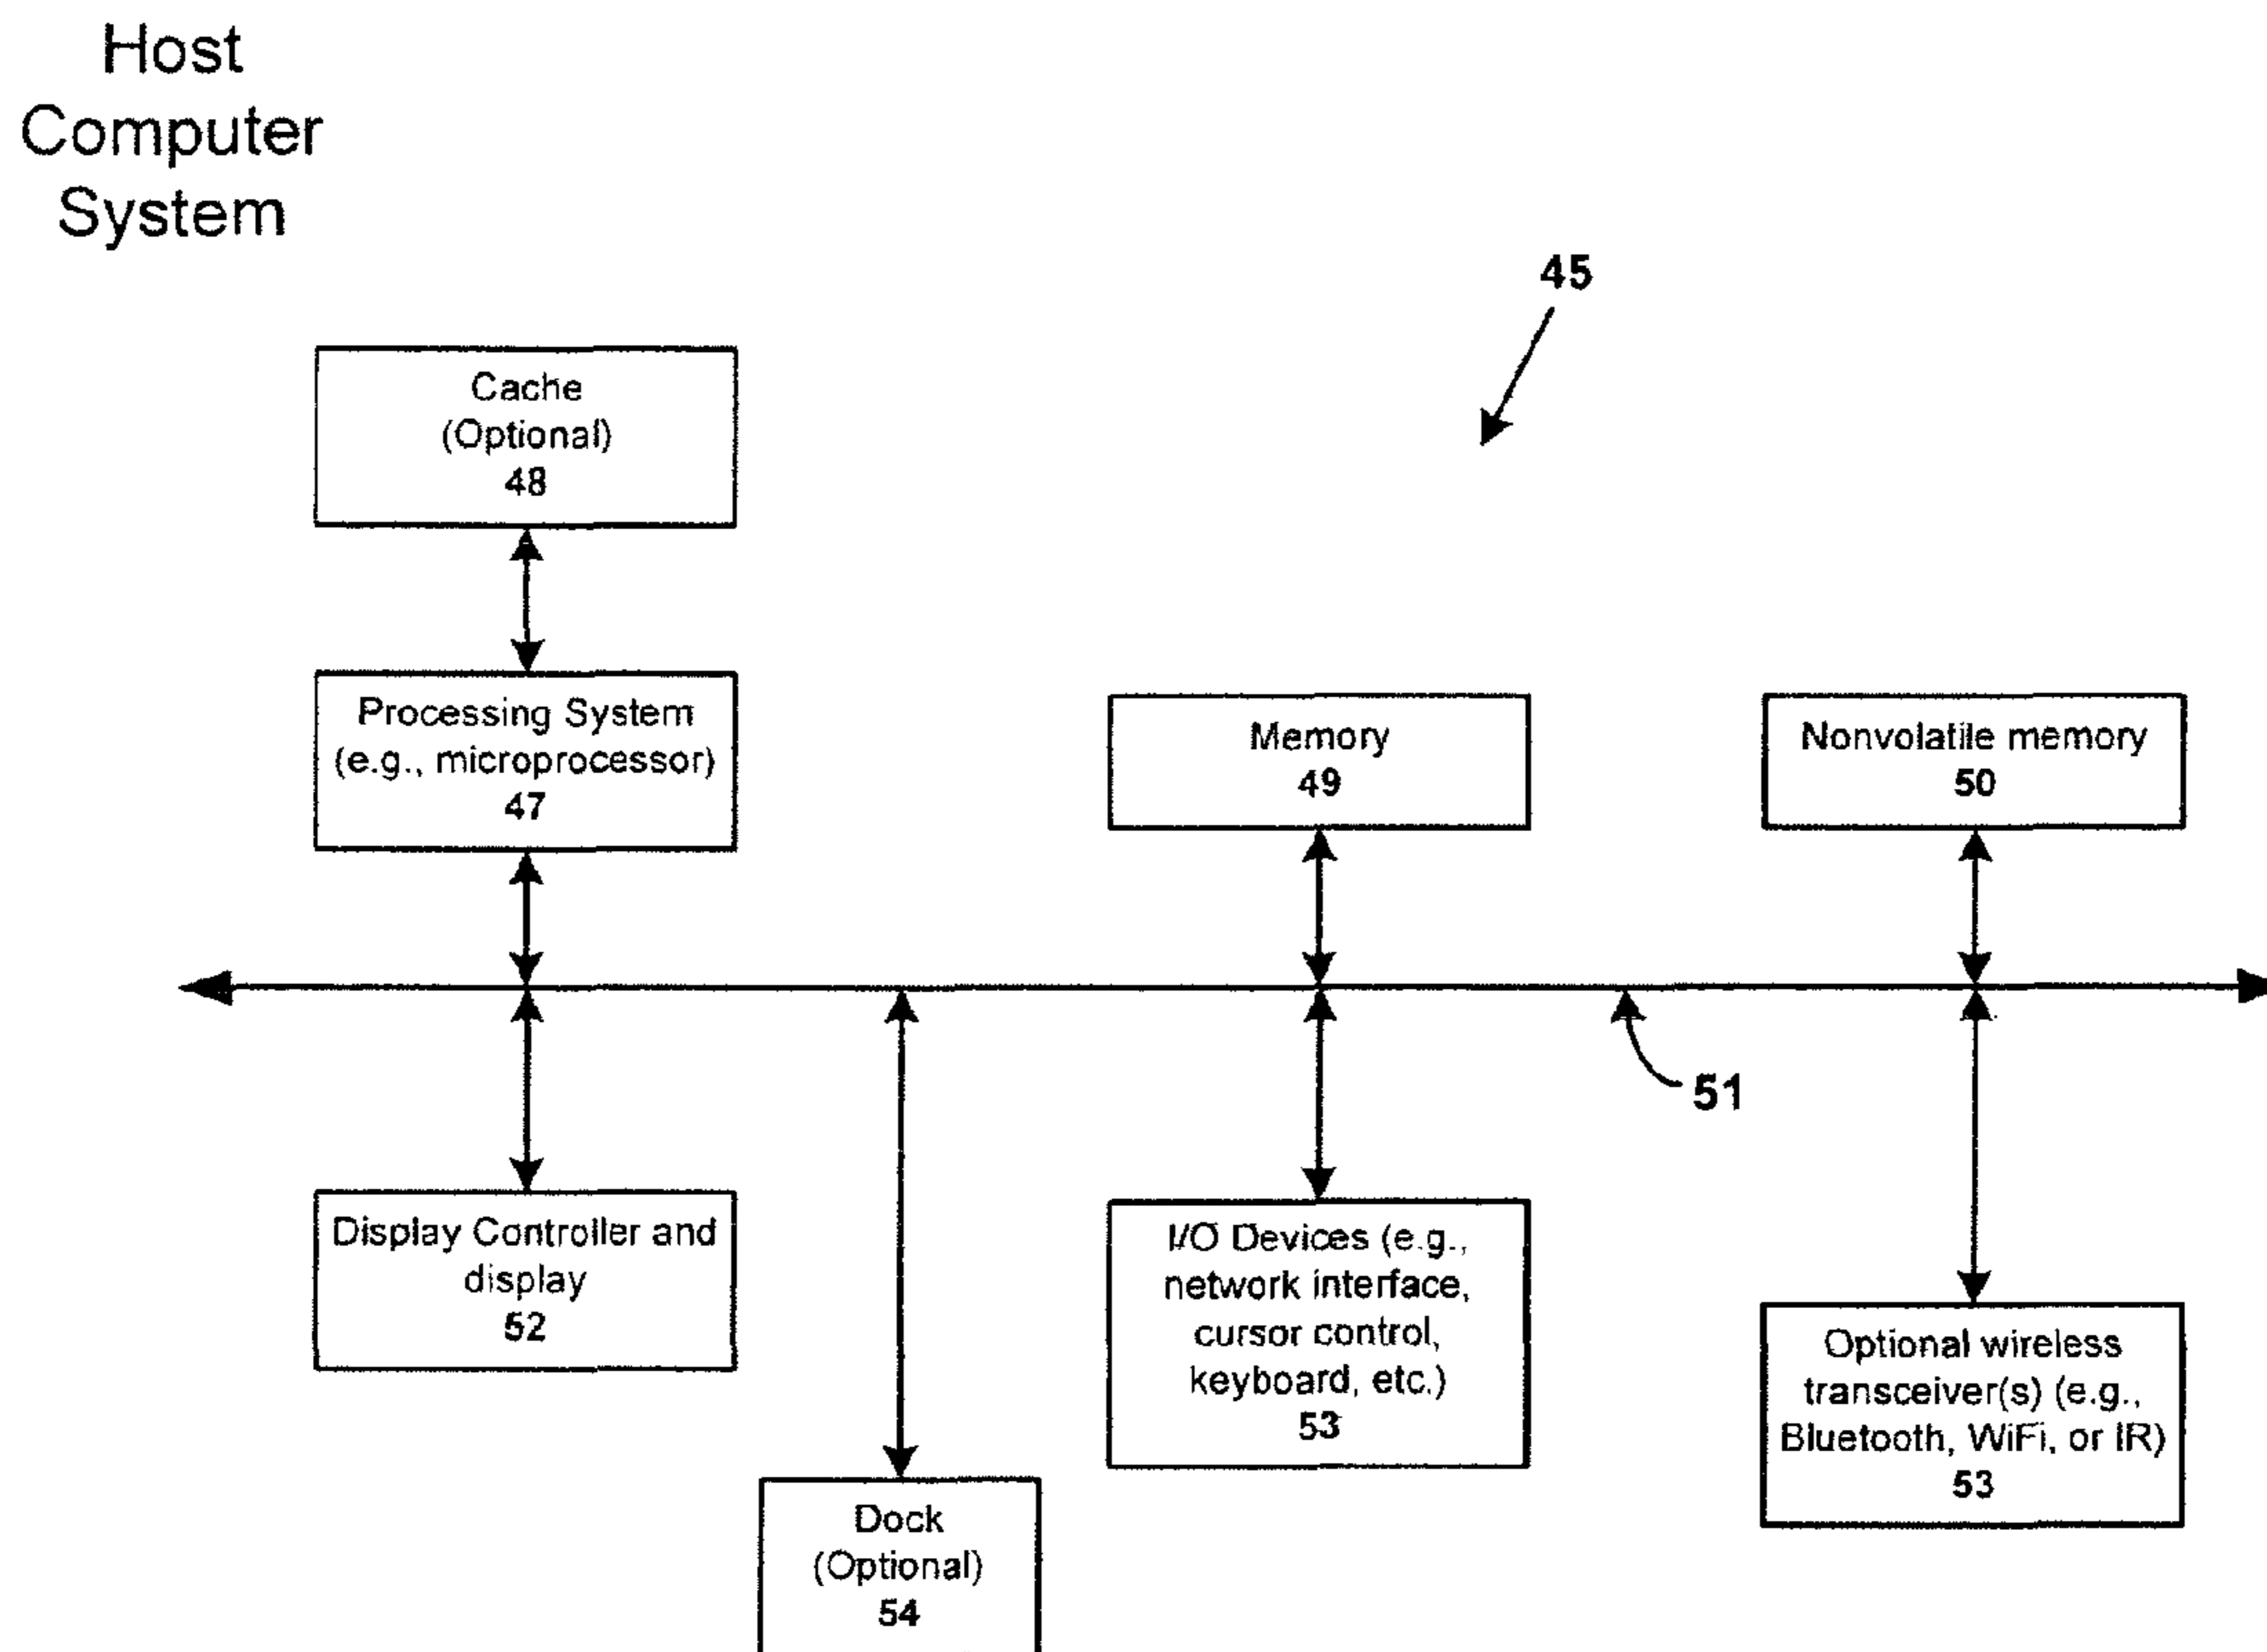 Host
Computer
System
45
Cache
(Optional)
48
Processing System
(e.g., microprocessor)
47
Memory
49
Nonvolatile memory
50
51
Display Controller and
display
52
I/O Devices (e.g.,
network interface,
cursor control,
keyboard, etc.)
53
Optional wireless
transceiver(s) (e.g.,
Bluetooth, WiFi, or IR)
53
Dock
(Optional)
54